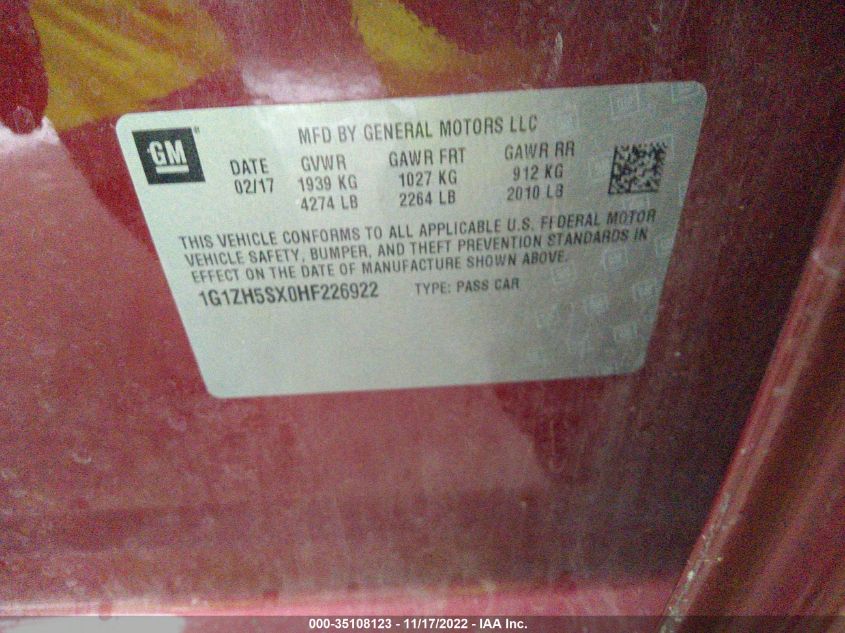 GM®
MFD BY GENERAL MOTORS LLC
DATE GVWR GAWR FRT GAWR RR
02/17 1939 KG 1027 KG 912 KG
4274 LB 2264 LB 2010 LB
THIS VEHICLE CONFORMS TO ALL APPLICABLE U.S. FEDERAL MOTOR
VEHICLE SAFETY, BUMPER, AND THEFT PREVENTION STANDARDS IN
EFFECT ON THE DATE OF MANUFACTURE SHOWN ABOVE.
1G1ZH5SX0HF226922 TYPE: PASS CAR
000-35108123 - 11/17/2022 - IAA Inc.